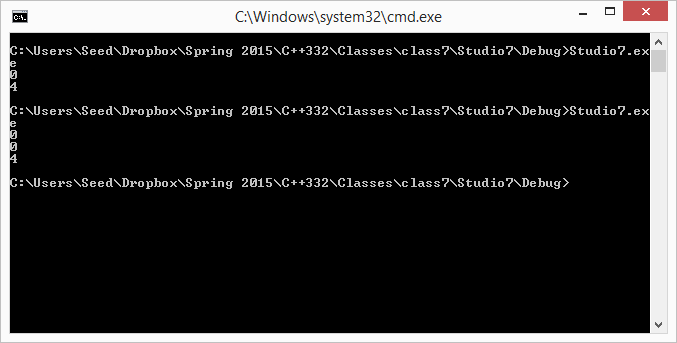 C:\Windows\system32\cmd.exe
C:\Users\Seed\Dropbox\Spring 2015\C++332\Classes\class7\Studio7\Debug>Studio7.ex
e
0
4
C:\Users\Seed\Dropbox\Spring 2015\C++332\Classes\class7\Studio7\Debug>Studio7.ex
e
0
0
4
C:\Users\Seed\Dropbox\Spring 2015\C++332\Classes\class7\Studio7\Debug>